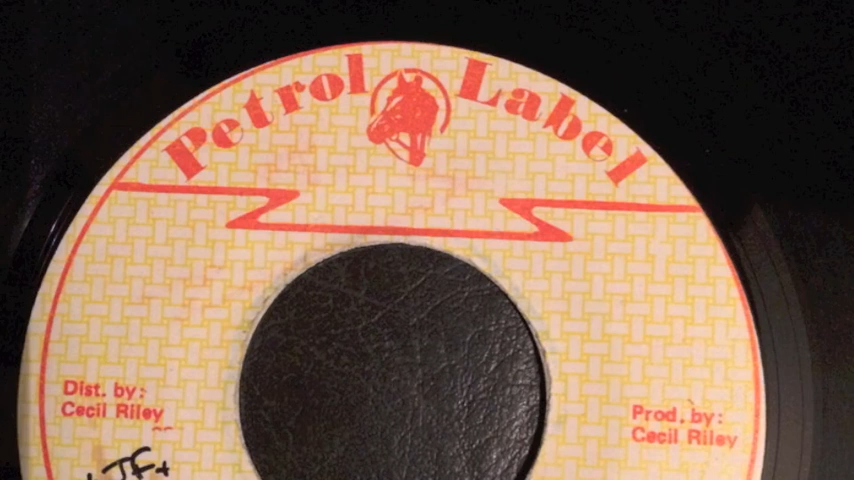 Petrol Label
Dist. by:
Cecil Riley
Prod. by:
Cecil Riley